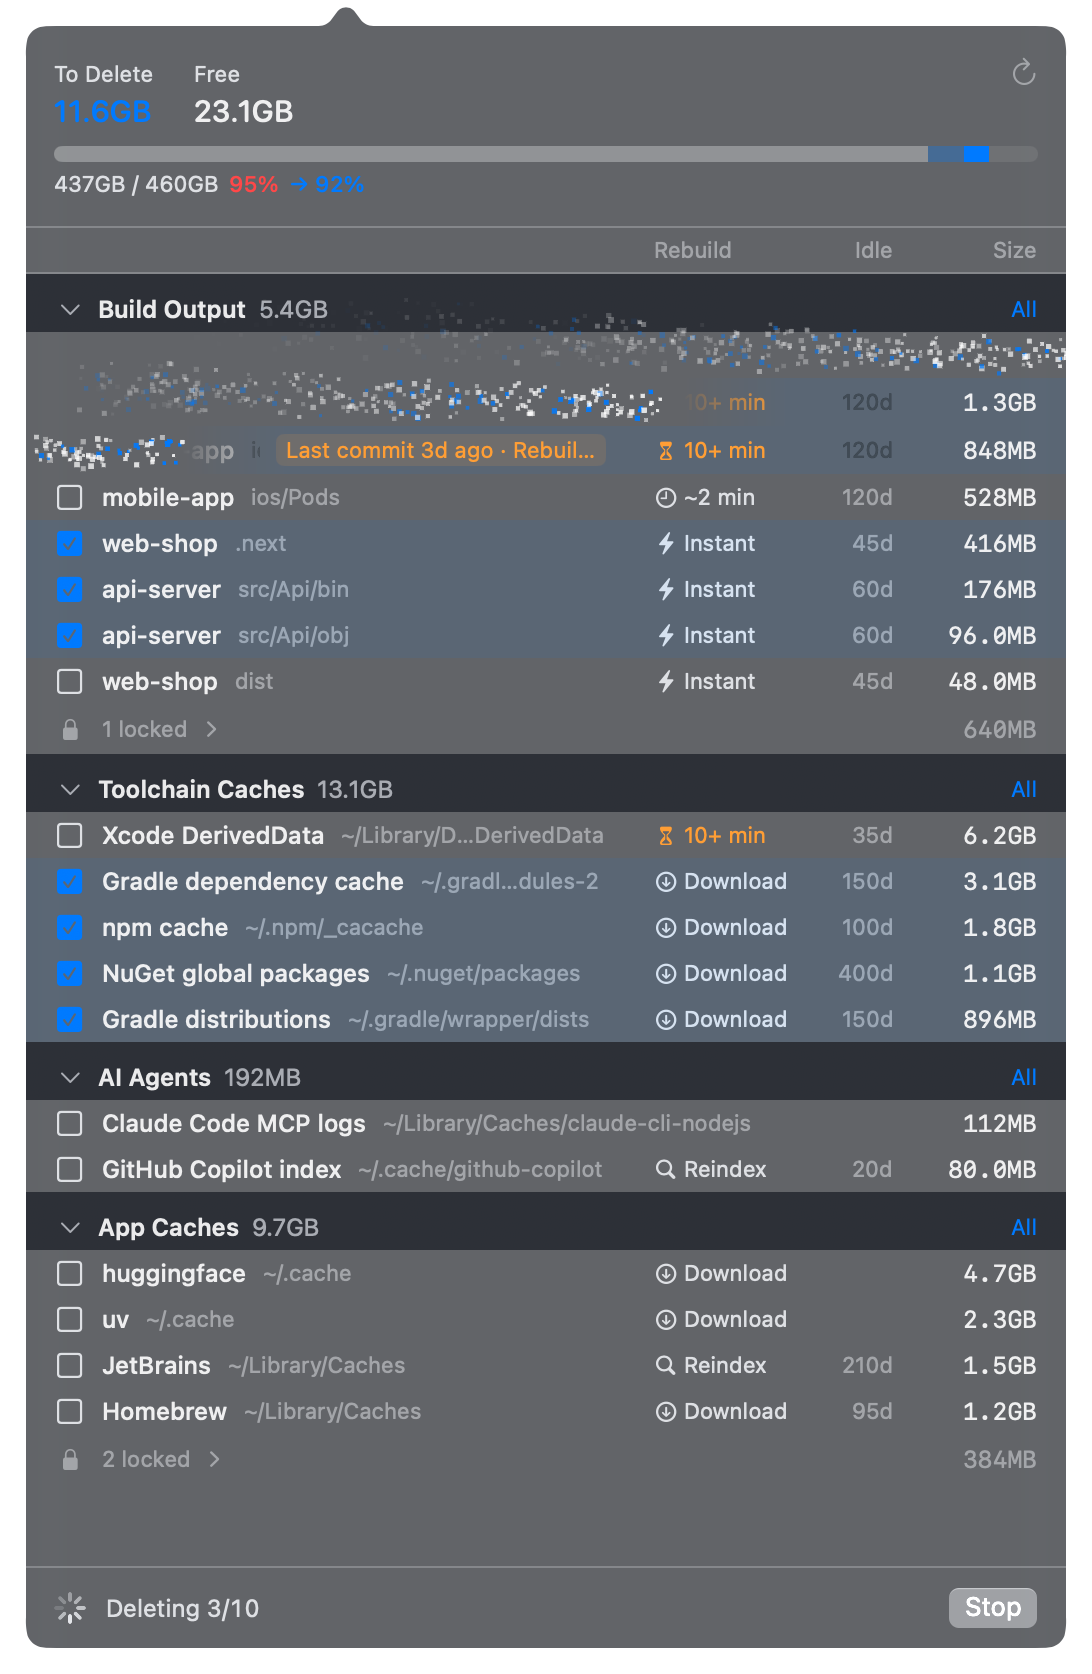 To Delete Free
11.6GB 23.1GB
437GB / 460GB 95% → 92%
Rebuild Idle Size
Build Output 5.4GB All
10+ min 120d 1.3GB
app Last commit 3d ago · Rebuil... 10+ min 120d 848MB
mobile-app ios/Pods ~2 min 120d 528MB
web-shop .next Instant 45d 416MB
api-server src/Api/bin Instant 60d 176MB
api-server src/Api/obj Instant 60d 96.0MB
web-shop dist Instant 45d 48.0MB
1 locked 640MB
Toolchain Caches 13.1GB All
Xcode DerivedData ~/Library/D...DerivedData 10+ min 35d 6.2GB
Gradle dependency cache ~/.gradl...dules-2 Download 150d 3.1GB
npm cache ~/.npm/_cacache Download 100d 1.8GB
NuGet global packages ~/.nuget/packages Download 400d 1.1GB
Gradle distributions ~/.gradle/wrapper/dists Download 150d 896MB
AI Agents 192MB All
Claude Code MCP logs ~/Library/Caches/claude-cli-nodejs 112MB
GitHub Copilot index ~/.cache/github-copilot Reindex 20d 80.0MB
App Caches 9.7GB All
huggingface ~/.cache Download 4.7GB
uv ~/.cache Download 2.3GB
JetBrains ~/Library/Caches Reindex 210d 1.5GB
Homebrew ~/Library/Caches Download 95d 1.2GB
2 locked 384MB
Deleting 3/10 Stop